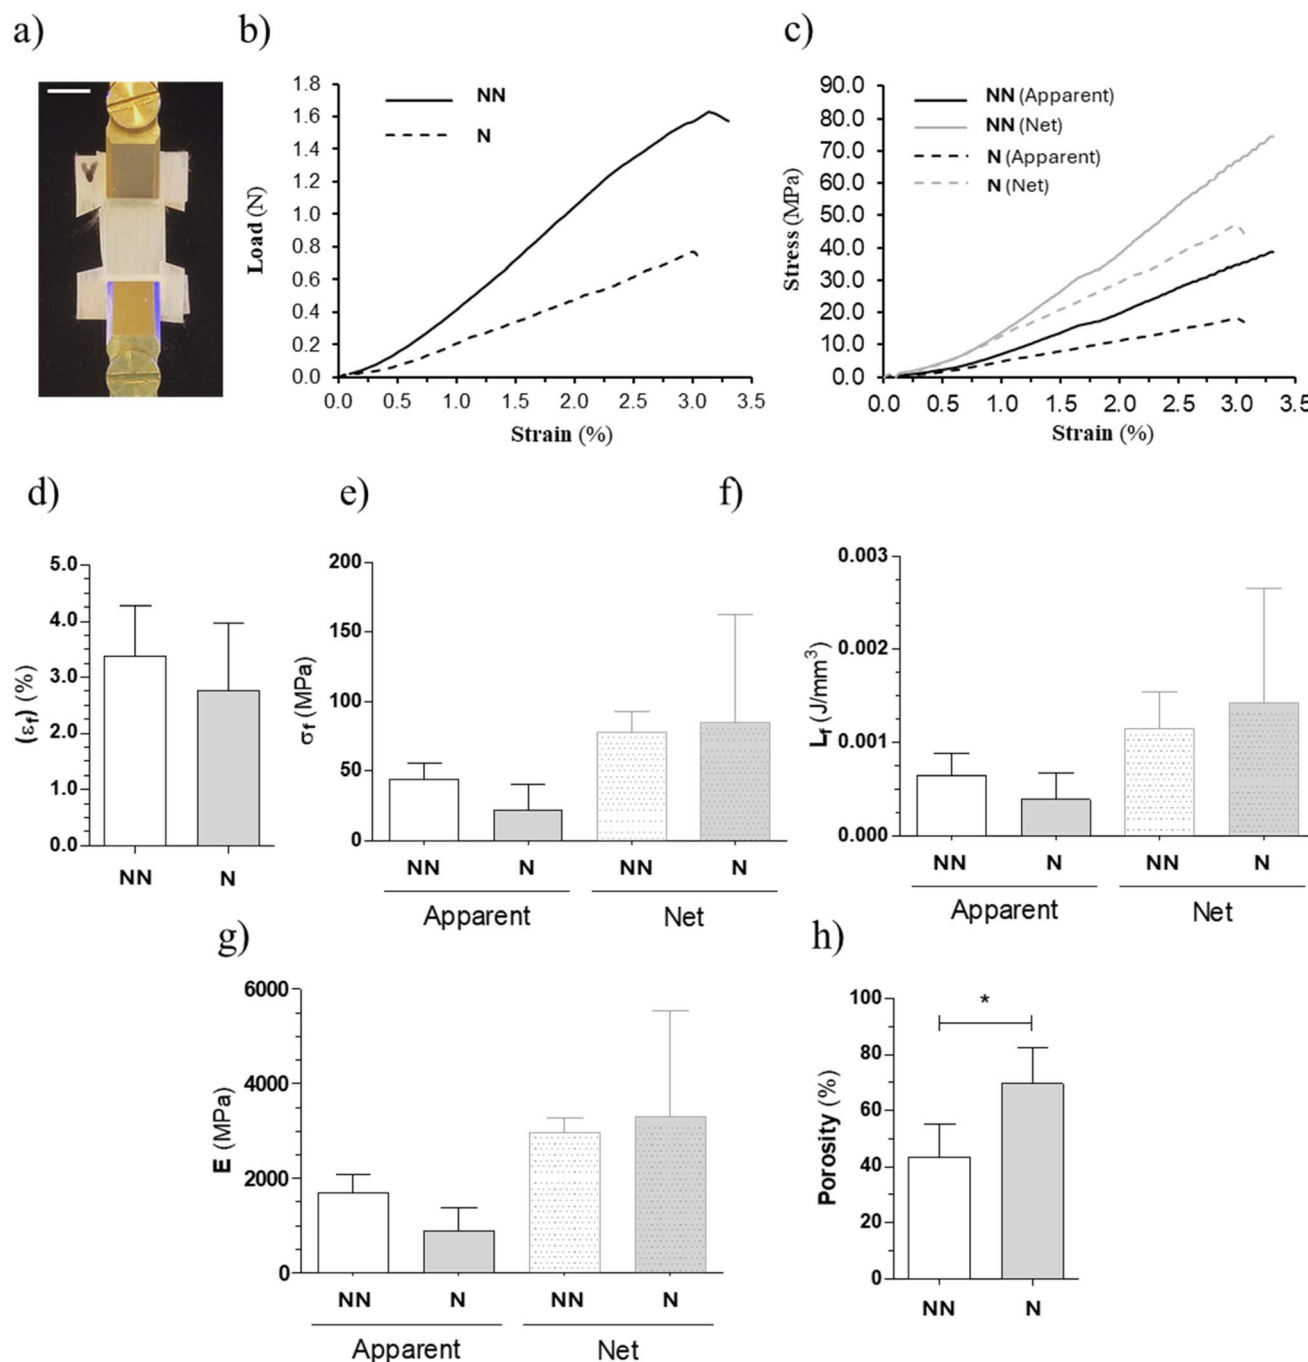 a)
b)
c)
1.8
1.6
1.4
1.2
1.0
0.8
0.6
0.4
0.2
0.0
Load (N)
NN
N
0.0 0.5 1.0 1.5 2.0 2.5 3.0 3.5
Strain (%)
90.0
80.0
70.0
60.0
50.0
40.0
30.0
20.0
10.0
0.0
Stress (MPa)
NN (Apparent)
NN (Net)
N (Apparent)
N (Net)
0.0 0.5 1.0 1.5 2.0 2.5 3.0 3.5
Strain (%)
d)
e)
f)
5.0
4.0
3.0
2.0
1.0
0.0
(εf) (%)
NN N
200
150
100
50
0
σf (MPa)
NN N NN N
Apparent Net
0.003
0.002
0.001
0.000
Lf (J/mm³)
NN N NN N
Apparent Net
g)
h)
6000
4000
2000
0
E (MPa)
NN N NN N
Apparent Net
100
80
60
40
20
0
Porosity (%)
*
NN N